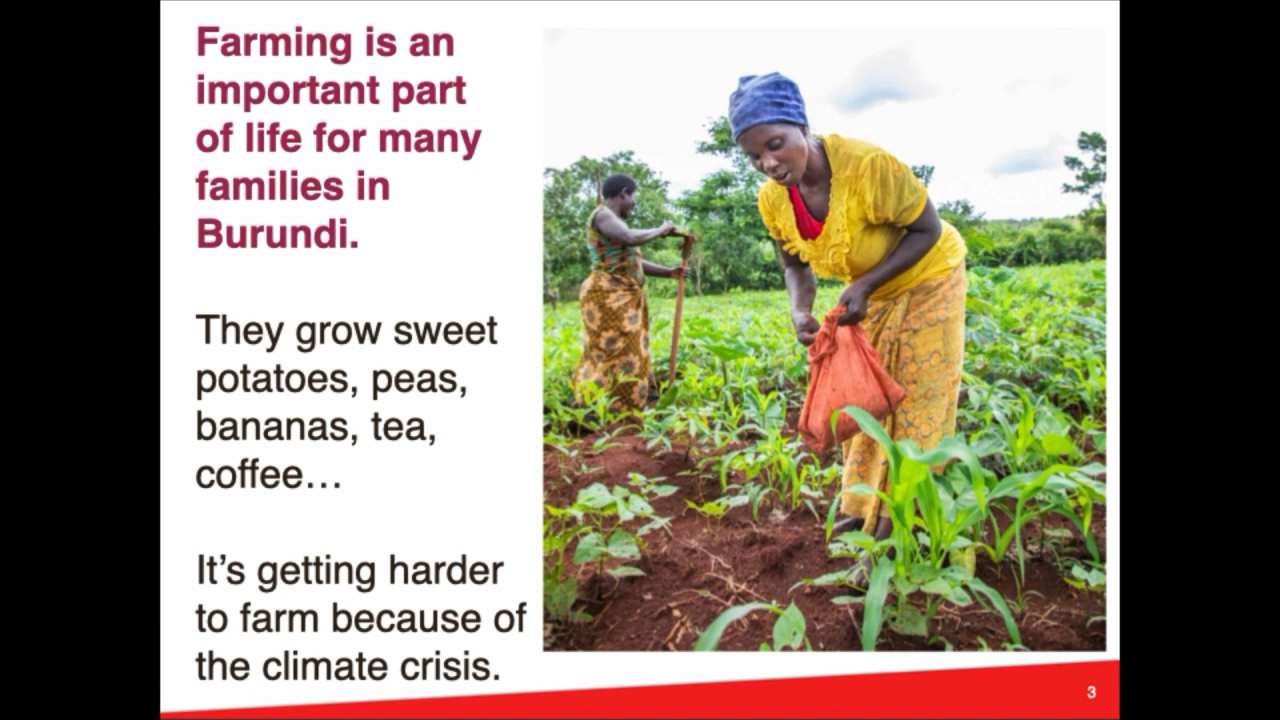 Farming is an
important part
of life for many
families in
Burundi.
They grow sweet
potatoes, peas,
bananas, tea,
coffee…
It’s getting harder
to farm because of
the climate crisis.
3